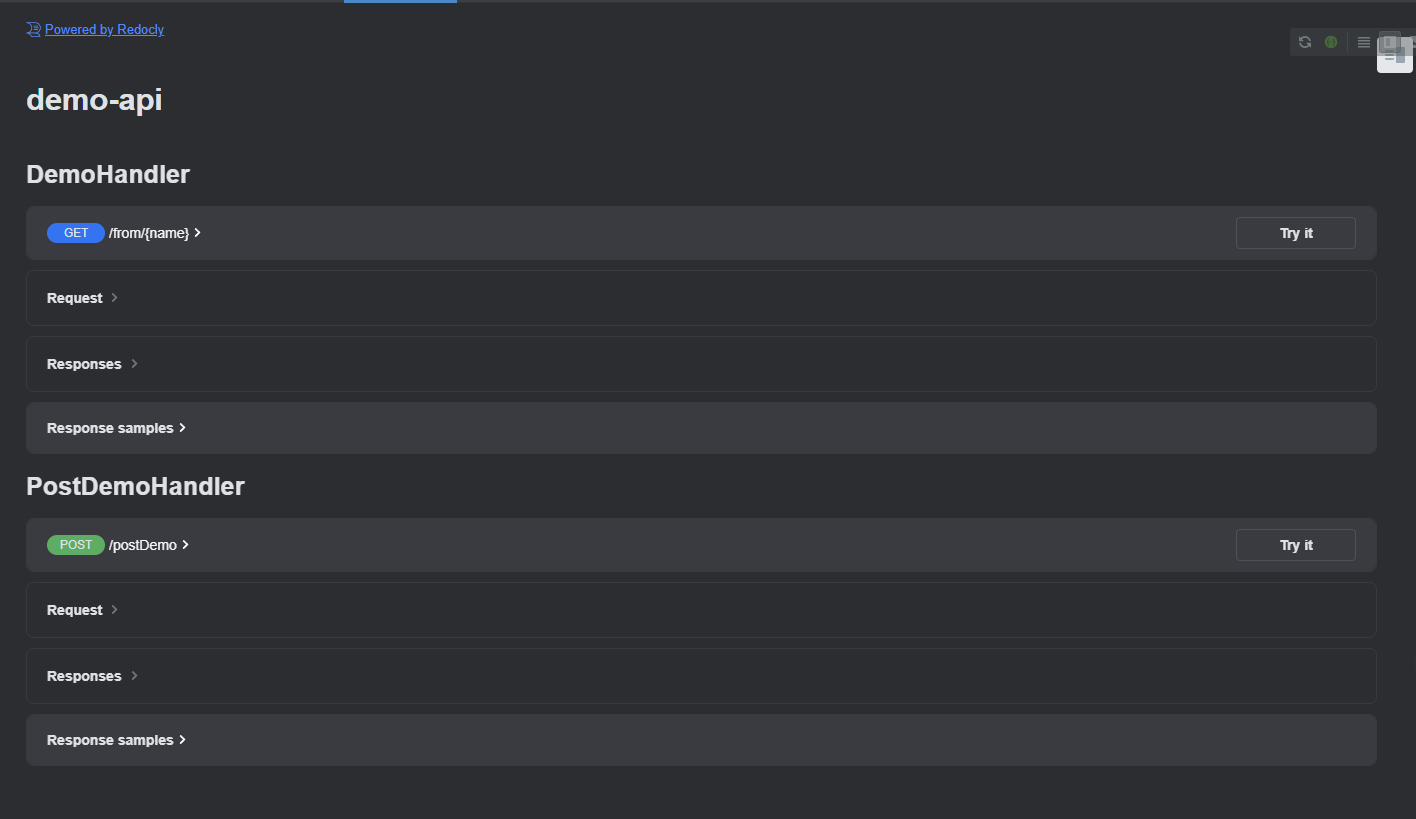 Powered by Redocly
demo-api
DemoHandler
GET /from/{name}
Try it
Request
Responses
Response samples
PostDemoHandler
POST /postDemo
Try it
Request
Responses
Response samples